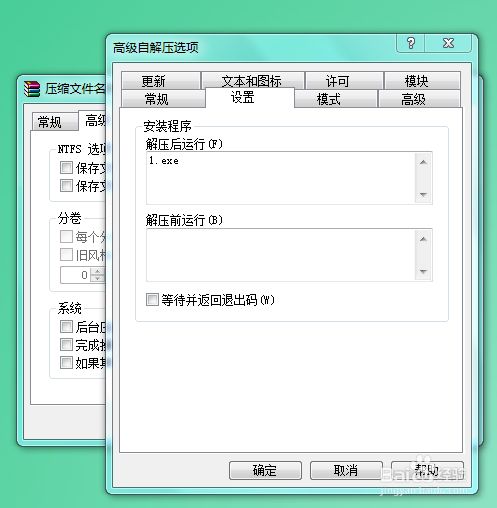 高级自解压选项
?
压缩文件名
更新 文本和图标 许可 模块
常规 设置 模式 高级
常规 高级
安装程序
解压后运行(F)
1.exe
解压前运行(B)
等待并返回退出码(W)
NTFS 选项
保存文
保存文
分卷
每个分
旧风格
0
系统
后台压
完成操
如果其
确定 取消 帮助
Baidu经验
jingyan.baidu.com